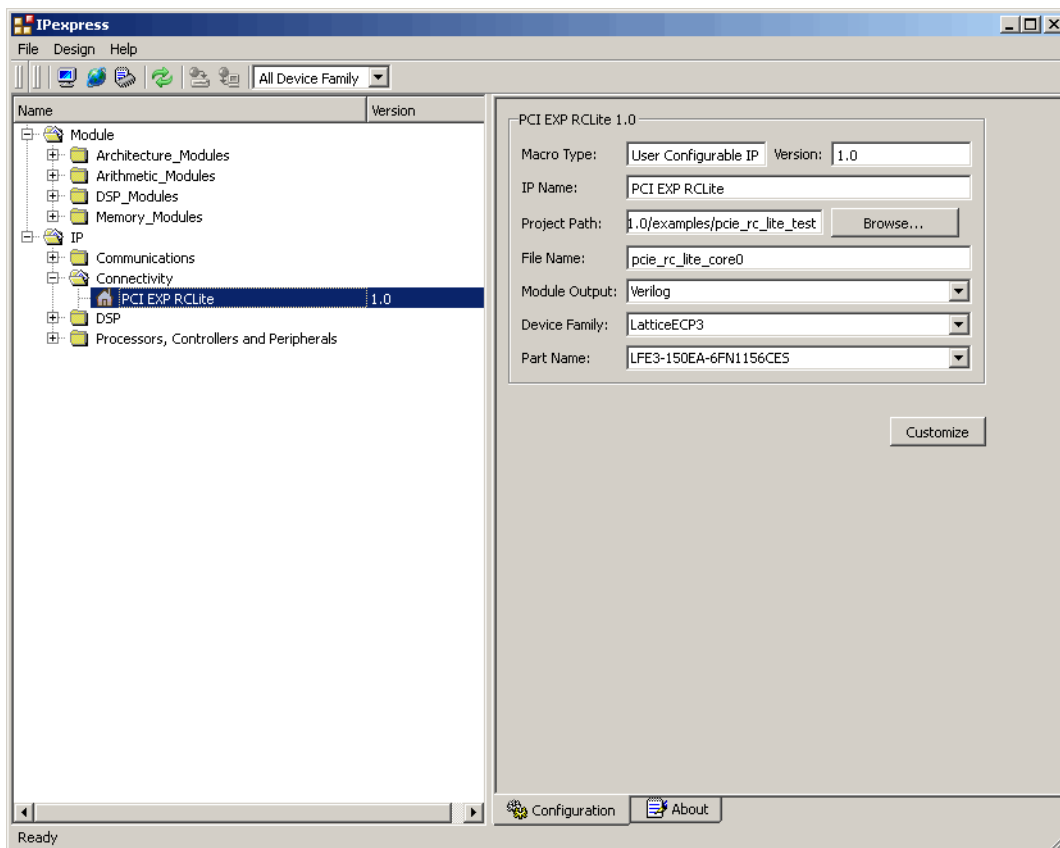 IPexpress
File Design Help
All Device Family
Name Version
Module
Architecture_Modules
Arithmetic_Modules
DSP_Modules
Memory_Modules
IP
Communications
Connectivity
PCI EXP RCLite 1.0
DSP
Processors, Controllers and Peripherals
PCI EXP RCLite 1.0
Macro Type: User Configurable IP Version: 1.0
IP Name: PCI EXP RCLite
Project Path: 1.0/examples/pcie_rc_lite_test Browse...
File Name: pcie_rc_lite_core0
Module Output: Verilog
Device Family: LatticeECP3
Part Name: LFE3-150EA-6FN1156CES
Customize
Configuration About
Ready